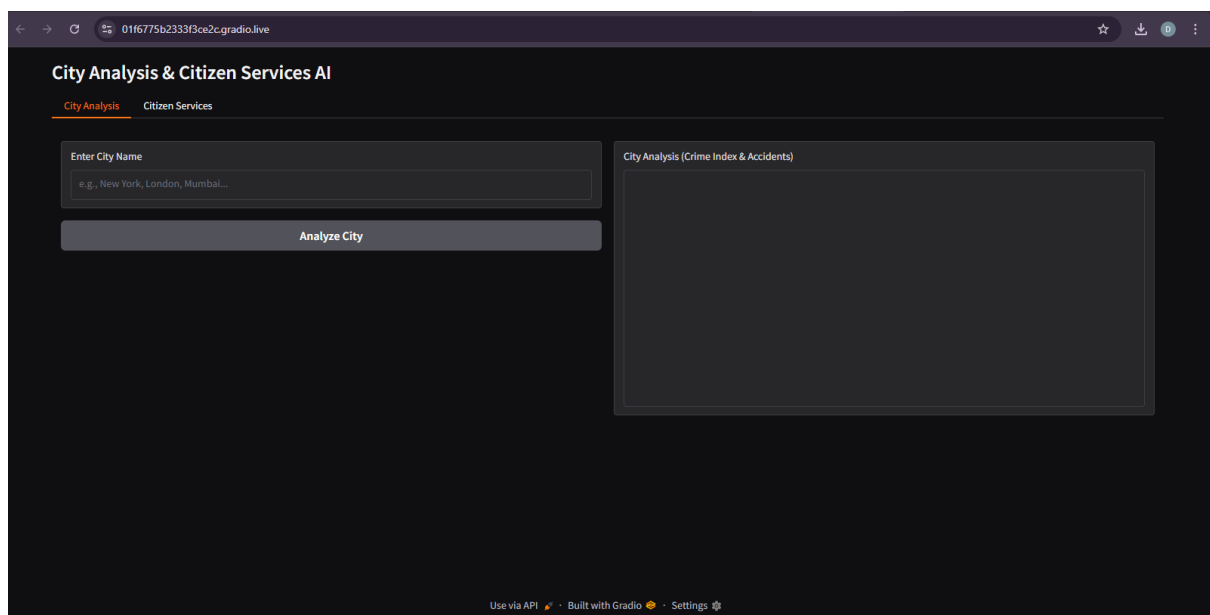 01f6775b2333f3ce2c.gradio.live
D
City Analysis & Citizen Services AI
City Analysis
Citizen Services
Enter City Name
e.g., New York, London, Mumbai...
Analyze City
City Analysis (Crime Index & Accidents)
Use via API · Built with Gradio · Settings